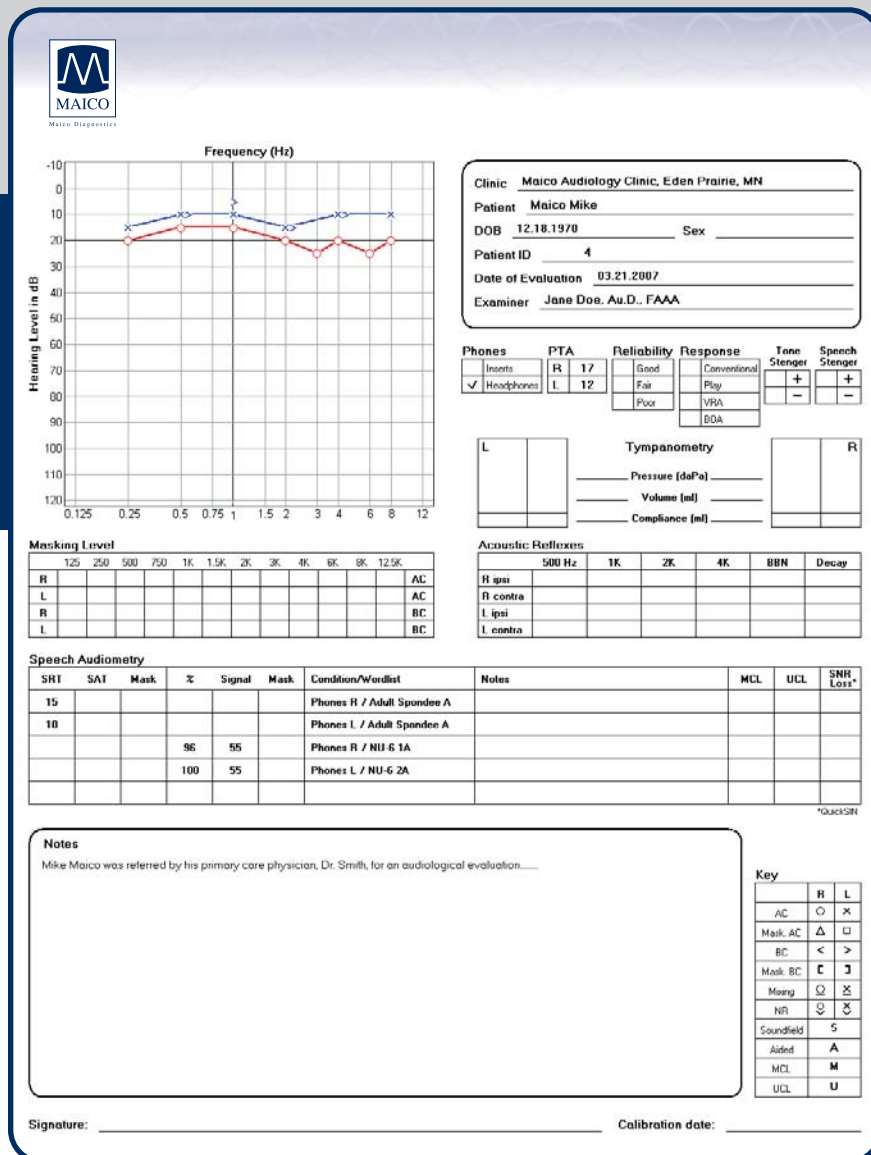 MAICO
Maico Diagnostics
Frequency (Hz)
Hearing Level in dB
-10
0
10
20
30
40
50
60
70
80
90
100
110
120
0.125 0.25 0.5 0.75 1 1.5 2 3 4 6 8 12
Clinic Maico Audiology Clinic, Eden Prairie, MN
Patient Maico Mike
DOB 12.18.1970 Sex
Patient ID 4
Date of Evaluation 03.21.2007
Examiner Jane Doe, Au.D., FAAA
Phones PTA Reliability Response Tone Stenger Speech Stenger
Inserts R 17 Good Conventional + +
✓ Headphones L 12 Fair Play − −
Poor VRA
BOA
L Tympanometry R
Pressure (daPa)
Volume (ml)
Compliance (ml)
Masking Level
125 250 500 750 1K 1.5K 2K 3K 4K 6K 8K 12.5K
R AC
L AC
R BC
L BC
Acoustic Reflexes
500 Hz 1K 2K 4K BBN Decay
R ipsi
R contra
L ipsi
L contra
Speech Audiometry
SRT SAT Mask % Signal Mask Condition/Wordlist Notes MCL UCL SNR Loss*
15 Phones R / Adult Spondee A
10 Phones L / Adult Spondee A
96 55 Phones R / NU-6 1A
100 55 Phones L / NU-6 2A
*QuickSIN
Notes
Mike Maico was referred by his primary care physician, Dr. Smith, for an audiological evaluation......
Key
R L
AC O X
Mask. AC △ □
BC < >
Mask. BC [ ]
NR
Soundfield S
Aided A
MCL M
UCL U
Signature: Calibration date: